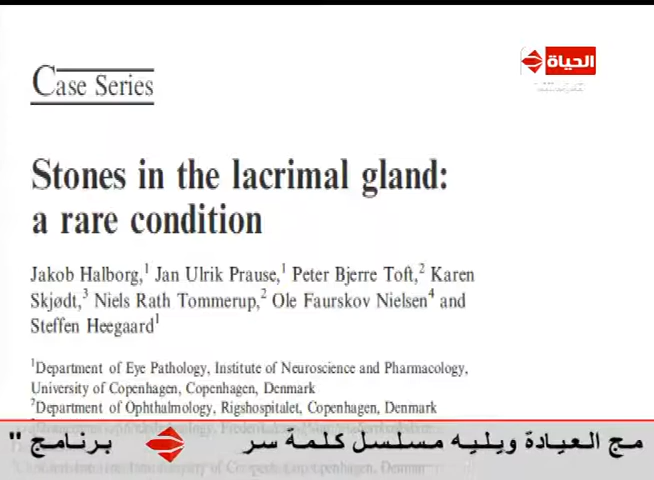 الحياة
Case Series
Stones in the lacrimal gland:
a rare condition
Jakob Halborg,¹ Jan Ulrik Prause,¹ Peter Bjerre Toft,² Karen
Skjødt,³ Niels Rath Tommerup,² Ole Faurskov Nielsen⁴ and
Steffen Heegaard¹
¹Department of Eye Pathology, Institute of Neuroscience and Pharmacology,
University of Copenhagen, Copenhagen, Denmark
²Department of Ophthalmology, Rigshospitalet, Copenhagen, Denmark
مج العيادة ويليه مسلسل كلمة سر برنامج "